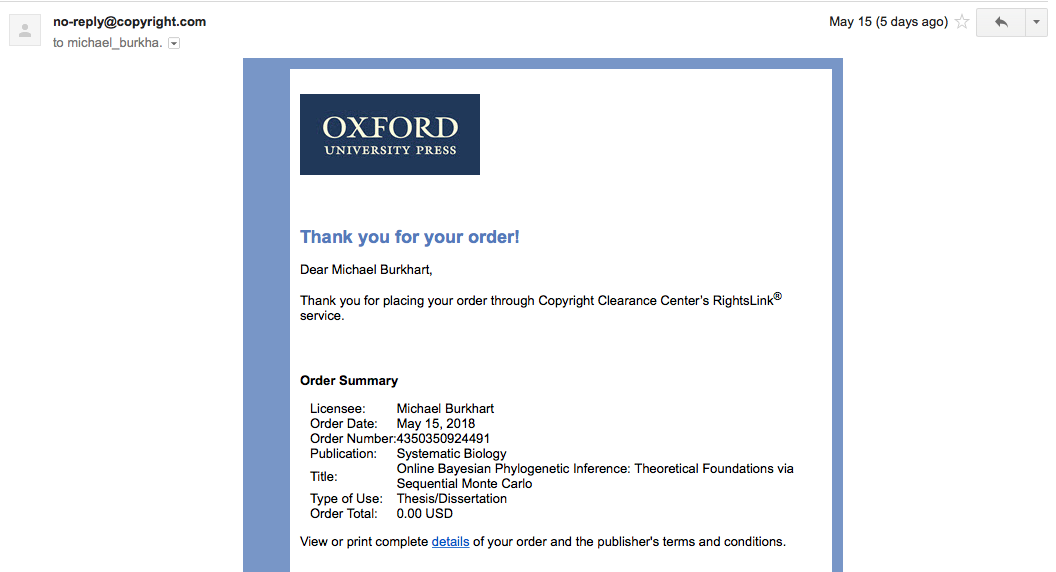 no-reply@copyright.com
May 15 (5 days ago)
to michael_burkha.
OXFORD
UNIVERSITY PRESS
Thank you for your order!
Dear Michael Burkhart,
Thank you for placing your order through Copyright Clearance Center's RightsLink®
service.
Order Summary
Licensee: Michael Burkhart
Order Date: May 15, 2018
Order Number:4350350924491
Publication: Systematic Biology
Title: Online Bayesian Phylogenetic Inference: Theoretical Foundations via
Sequential Monte Carlo
Type of Use: Thesis/Dissertation
Order Total: 0.00 USD
View or print complete details of your order and the publisher's terms and conditions.